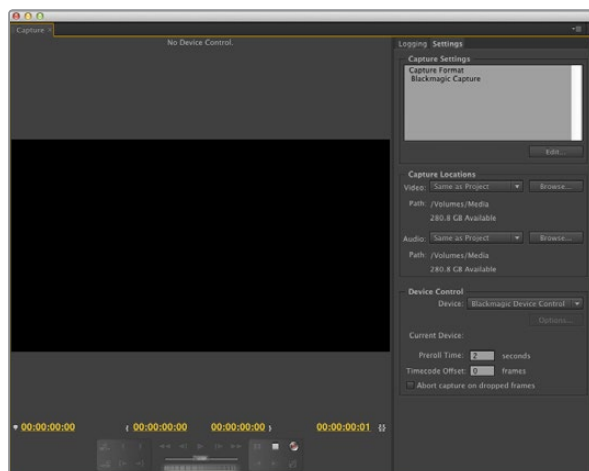 Capture
No Device Control.
Logging Settings
Capture Settings
Capture Format
Blackmagic Capture
Edit...
Capture Locations
Video: Same as Project Browse...
Path: /Volumes/Media
280.8 GB Available
Audio: Same as Project Browse...
Path: /Volumes/Media
280.8 GB Available
Device Control
Device: Blackmagic Device Control
Options...
Current Device:
Preroll Time: 2 seconds
Timecode Offset: 0 frames
Abort capture on dropped frames
00:00:00:00 { 00:00:00:00 00:00:00:00 } 00:00:00:01 {}